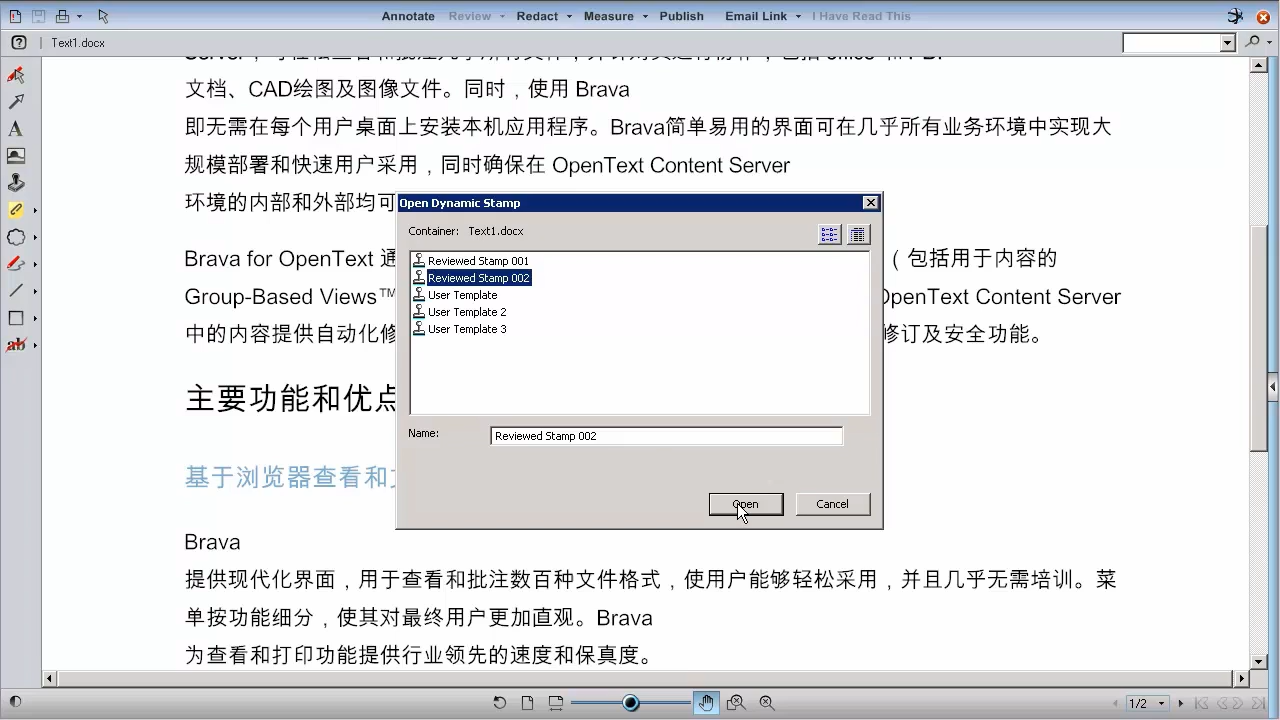 Annotate Review Redact Measure Publish Email Link I Have Read This
Text1.docx
文档、CAD绘图及图像文件。同时，使用 Brava
即无需在每个用户桌面上安装本机应用程序。Brava简单易用的界面可在几乎所有业务环境中实现大
规模部署和快速用户采用，同时确保在 OpenText Content Server
环境的内部和外部均可
Brava for OpenText 通
（包括用于内容的
Group-Based Views™
OpenText Content Server
中的内容提供自动化修
修订及安全功能。
主要功能和优点
基于浏览器查看和
Brava
提供现代化界面，用于查看和批注数百种文件格式，使用户能够轻松采用，并且几乎无需培训。菜
单按功能细分，使其对最终用户更加直观。Brava
为查看和打印功能提供行业领先的速度和保真度。
Open Dynamic Stamp
Container: Text1.docx
Reviewed Stamp 001
Reviewed Stamp 002
User Template
User Template 2
User Template 3
Name: Reviewed Stamp 002
Open Cancel
A
ab
1/2